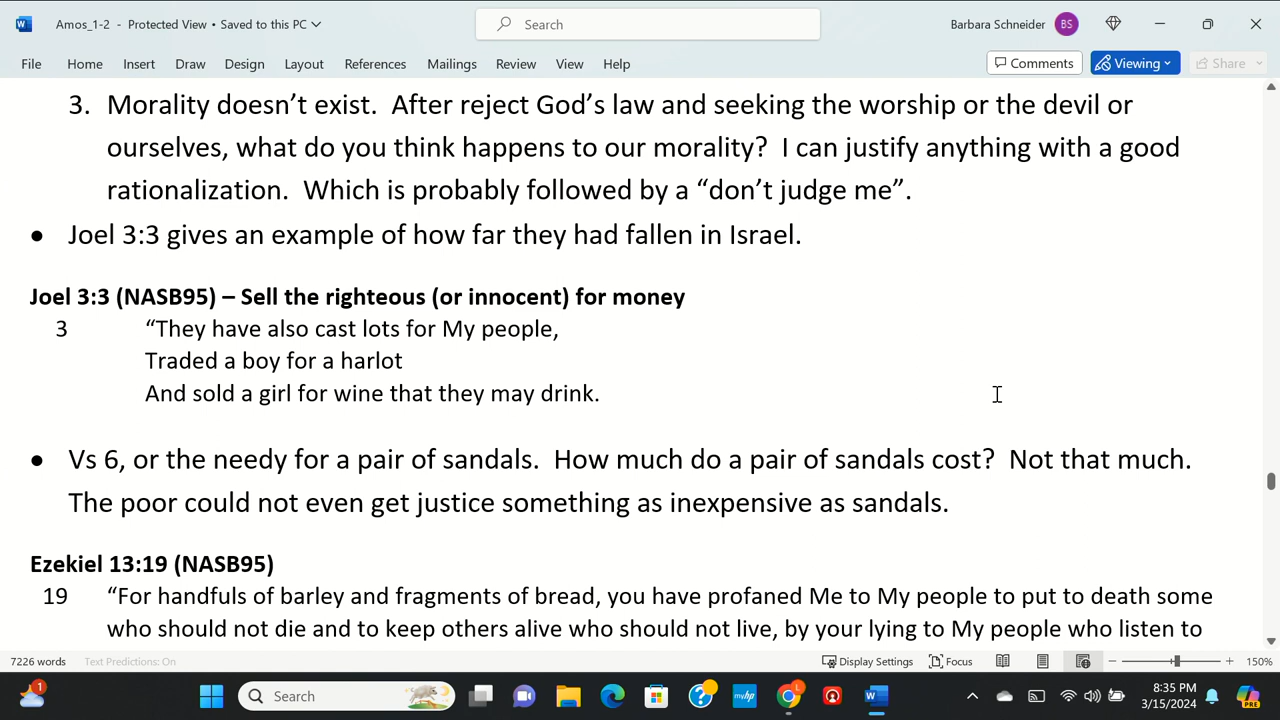 Amos_1-2 - Protected View • Saved to this PC
Search
Barbara Schneider
BS
File Home Insert Draw Design Layout References Mailings Review View Help
Comments
Viewing
Share
3. Morality doesn’t exist. After reject God’s law and seeking the worship or the devil or
ourselves, what do you think happens to our morality? I can justify anything with a good
rationalization. Which is probably followed by a “don’t judge me”.
• Joel 3:3 gives an example of how far they had fallen in Israel.
Joel 3:3 (NASB95) – Sell the righteous (or innocent) for money
3 “They have also cast lots for My people,
Traded a boy for a harlot
And sold a girl for wine that they may drink.
• Vs 6, or the needy for a pair of sandals. How much do a pair of sandals cost? Not that much.
The poor could not even get justice something as inexpensive as sandals.
Ezekiel 13:19 (NASB95)
19 “For handfuls of barley and fragments of bread, you have profaned Me to My people to put to death some
who should not die and to keep others alive who should not live, by your lying to My people who listen to
7226 words Text Predictions: On Display Settings Focus 150%
1
Search
myhp
PRE
8:35 PM
3/15/2024